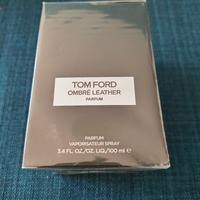 TOM FORD
OMBRÉ LEATHER
PARFUM
PARFUM
VAPORISATEUR SPRAY
3.4 FL. OZ./OZ. LIQ./100 ml ℮